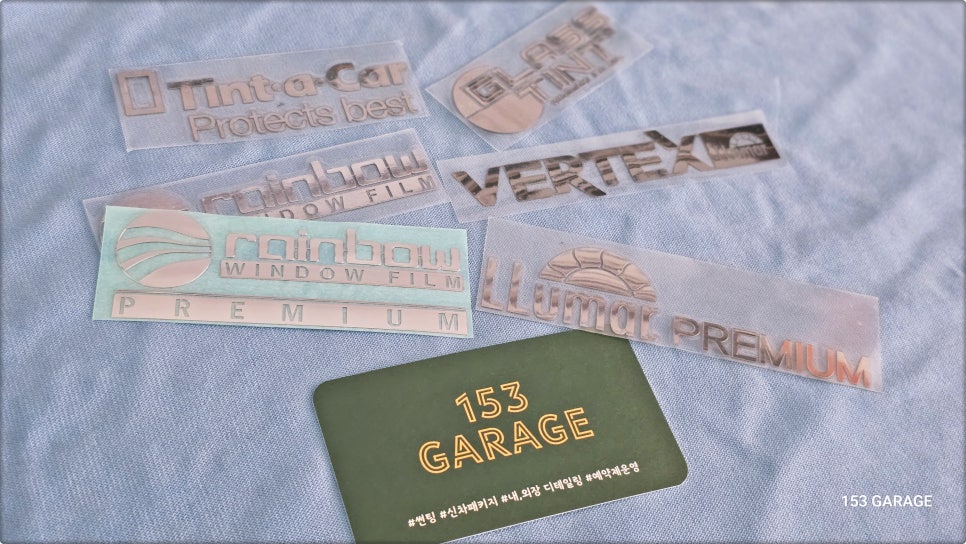 Tint-a-Car
Protects best
GLASS
TINT
rainbow
WINDOW FILM
VERTEX
rainbow
WINDOW FILM
PREMIUM
LLumar PREMIUM
153
GARAGE
#썬팅 #신차패키지 #내,외장 디테일링 #예약제운영
153 GARAGE